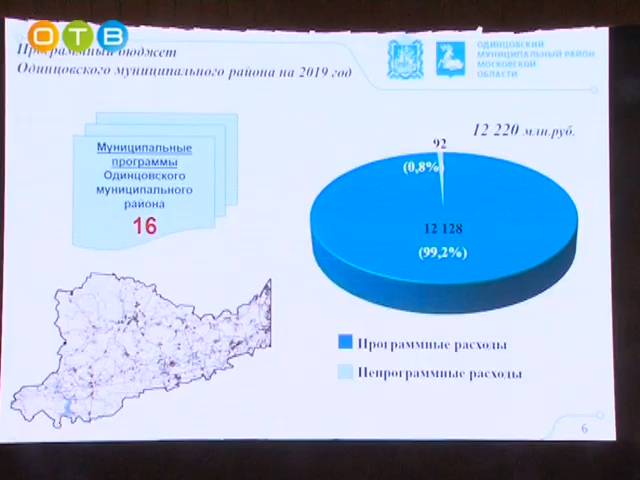 ОТВ
Программный бюджет
Одинцовского муниципального района на 2019 год
ОДИНЦОВСКИЙ
МУНИЦИПАЛЬНЫЙ РАЙОН
МОСКОВСКОЙ
ОБЛАСТИ
Муниципальные
программы
Одинцовского
муниципального
района
16
12 220 млн.руб.
92
(0,8%)
12 128
(99,2%)
Программные расходы
Непрограммные расходы
6